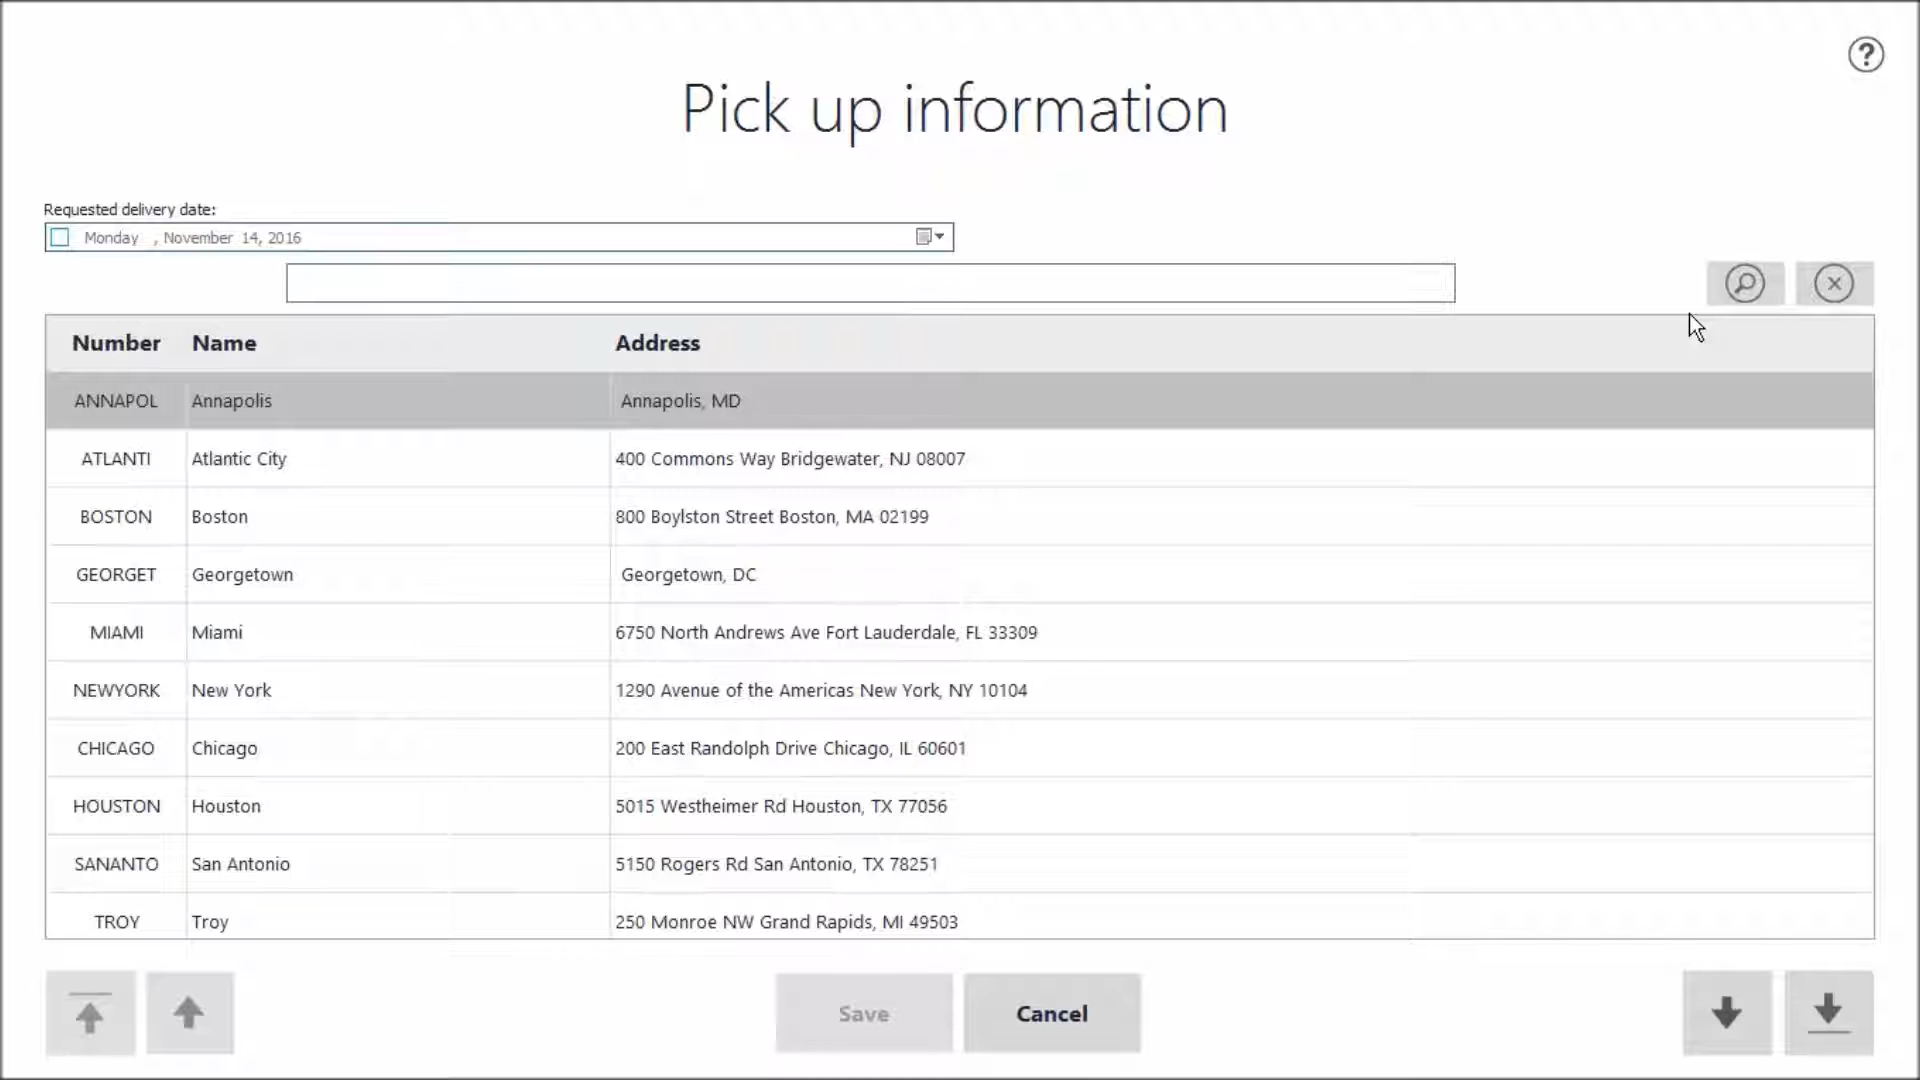 ?
Pick up information
Requested delivery date:
Monday , November 14, 2016
Number Name Address
ANNAPOL Annapolis Annapolis, MD
ATLANTI Atlantic City 400 Commons Way Bridgewater, NJ 08007
BOSTON Boston 800 Boylston Street Boston, MA 02199
GEORGET Georgetown Georgetown, DC
MIAMI Miami 6750 North Andrews Ave Fort Lauderdale, FL 33309
NEWYORK New York 1290 Avenue of the Americas New York, NY 10104
CHICAGO Chicago 200 East Randolph Drive Chicago, IL 60601
HOUSTON Houston 5015 Westheimer Rd Houston, TX 77056
SANANTO San Antonio 5150 Rogers Rd San Antonio, TX 78251
TROY Troy 250 Monroe NW Grand Rapids, MI 49503
Save Cancel